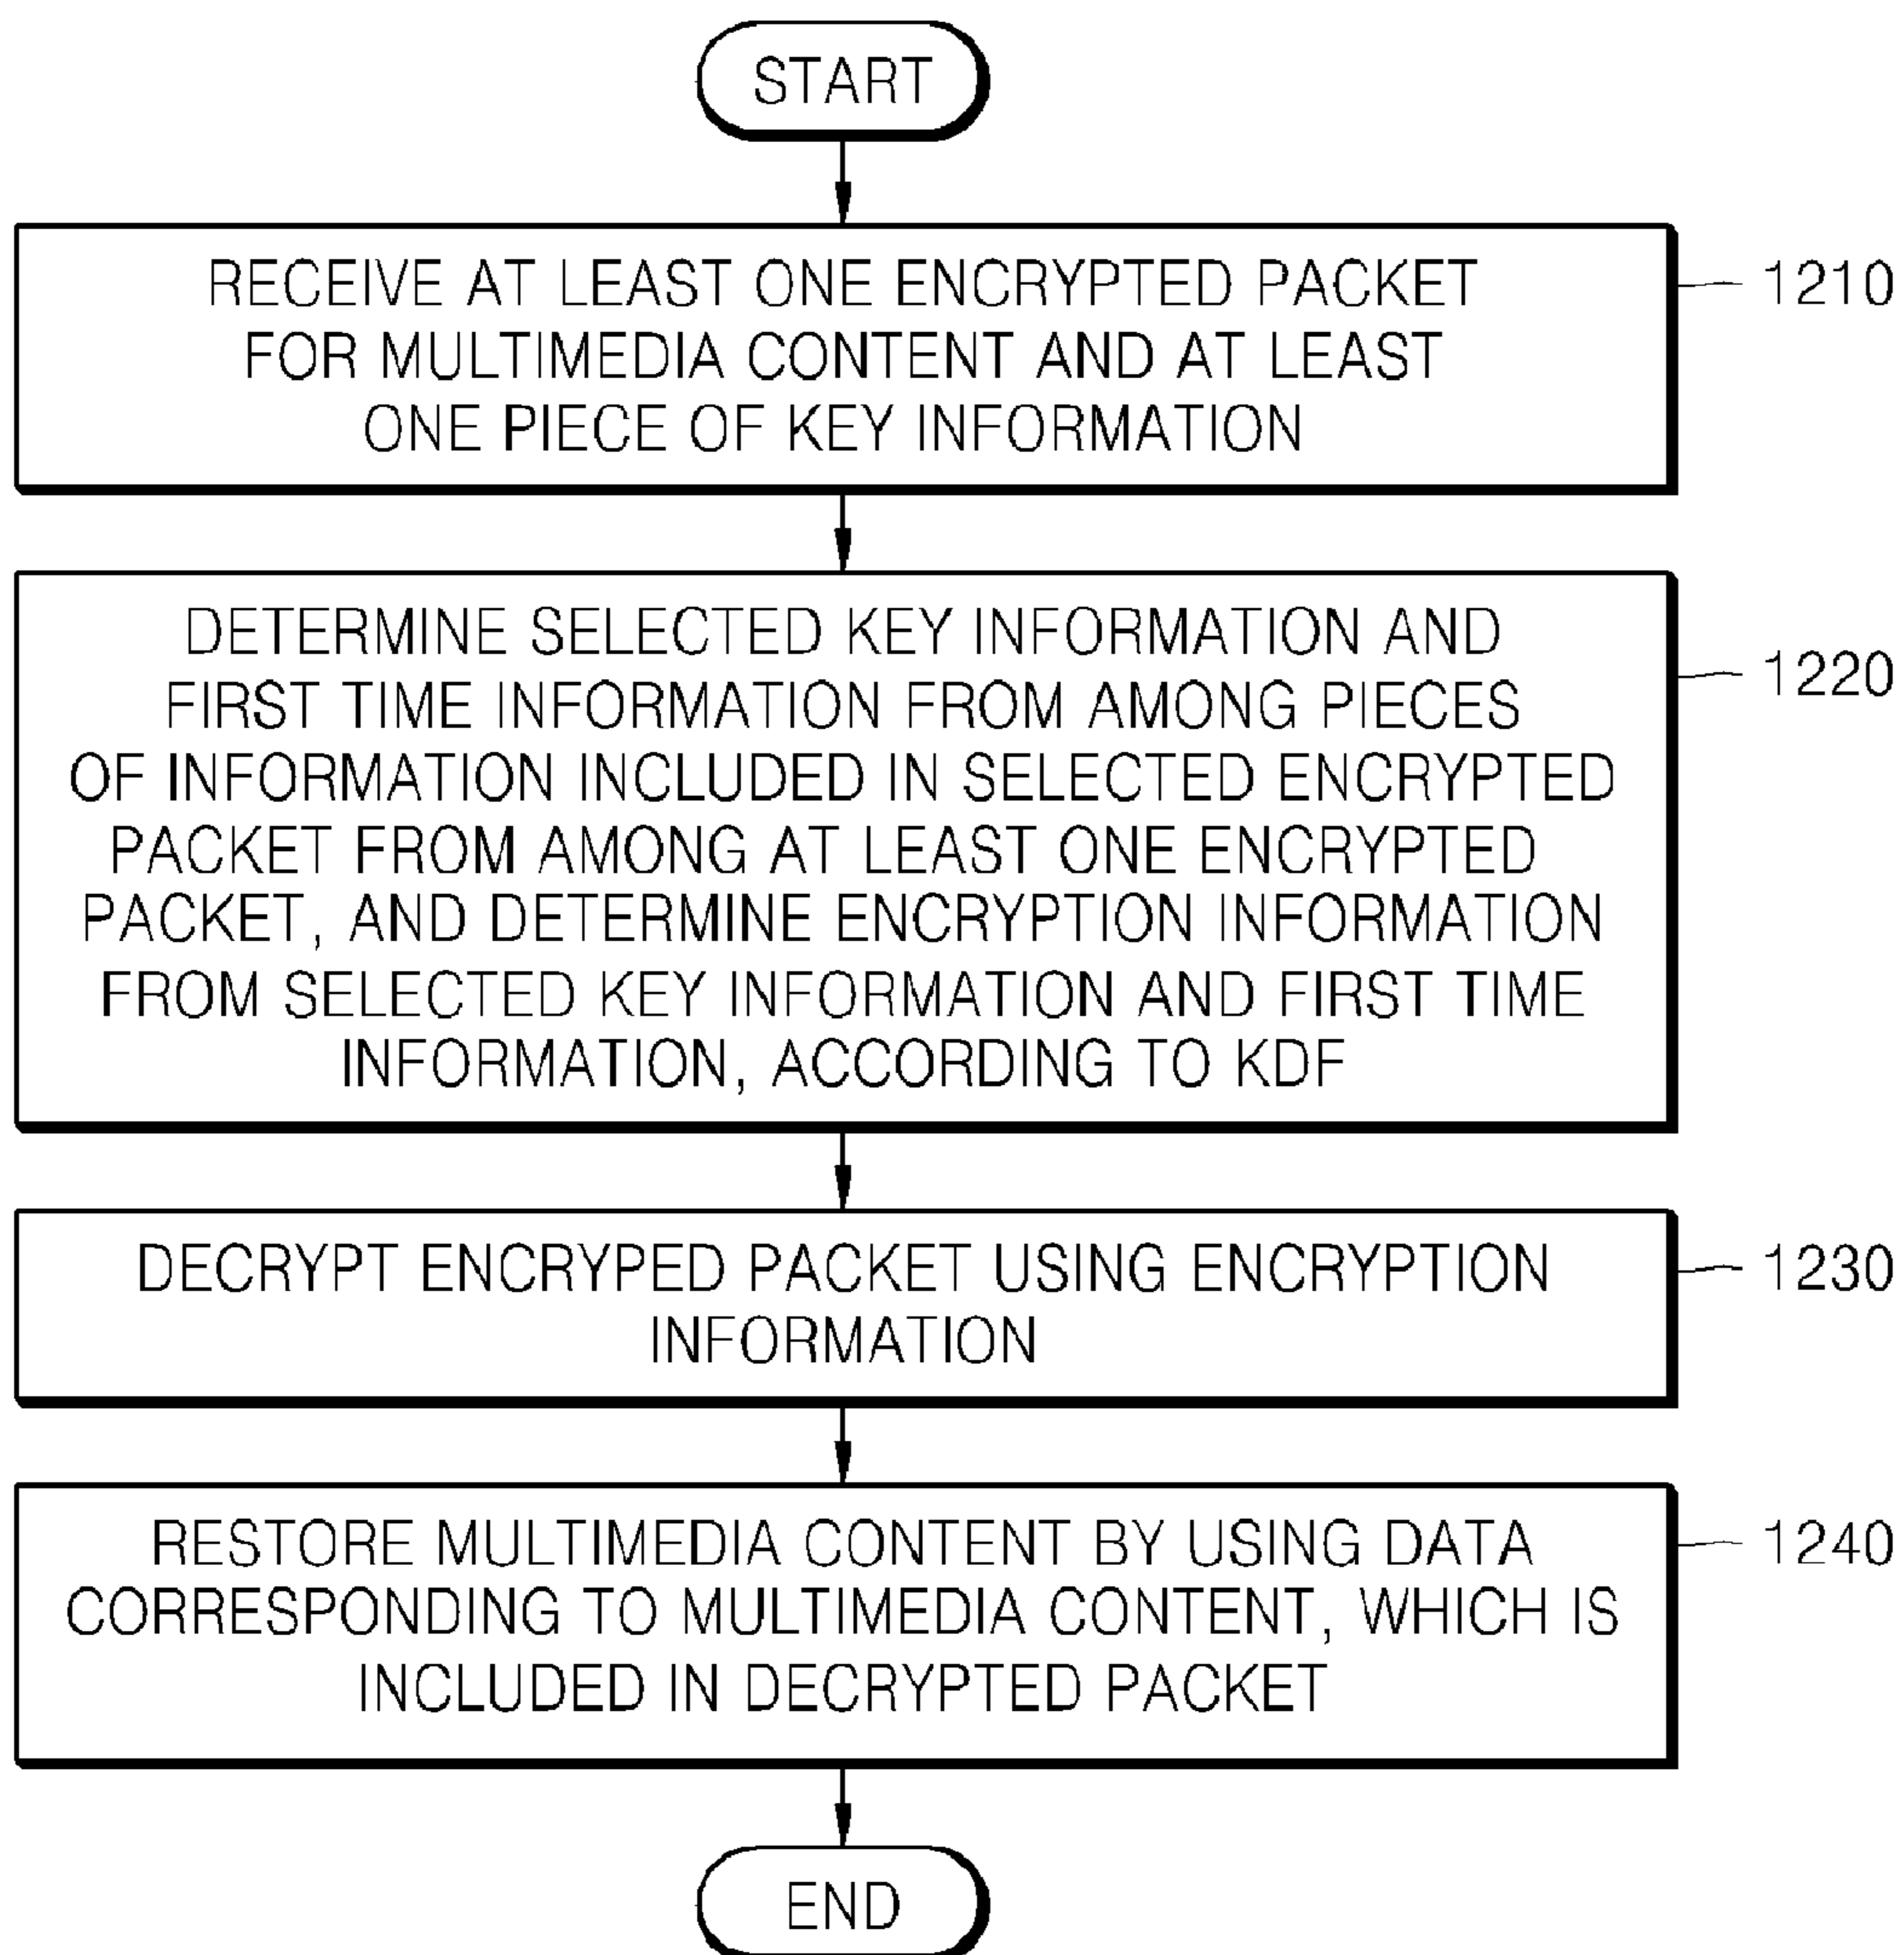 START
RECEIVE AT LEAST ONE ENCRYPTED PACKET
FOR MULTIMEDIA CONTENT AND AT LEAST
ONE PIECE OF KEY INFORMATION
1210
DETERMINE SELECTED KEY INFORMATION AND
FIRST TIME INFORMATION FROM AMONG PIECES
OF INFORMATION INCLUDED IN SELECTED ENCRYPTED
PACKET FROM AMONG AT LEAST ONE ENCRYPTED
PACKET, AND DETERMINE ENCRYPTION INFORMATION
FROM SELECTED KEY INFORMATION AND FIRST TIME
INFORMATION, ACCORDING TO KDF
1220
DECRYPT ENCRYPED PACKET USING ENCRYPTION
INFORMATION
1230
RESTORE MULTIMEDIA CONTENT BY USING DATA
CORRESPONDING TO MULTIMEDIA CONTENT, WHICH IS
INCLUDED IN DECRYPTED PACKET
1240
END